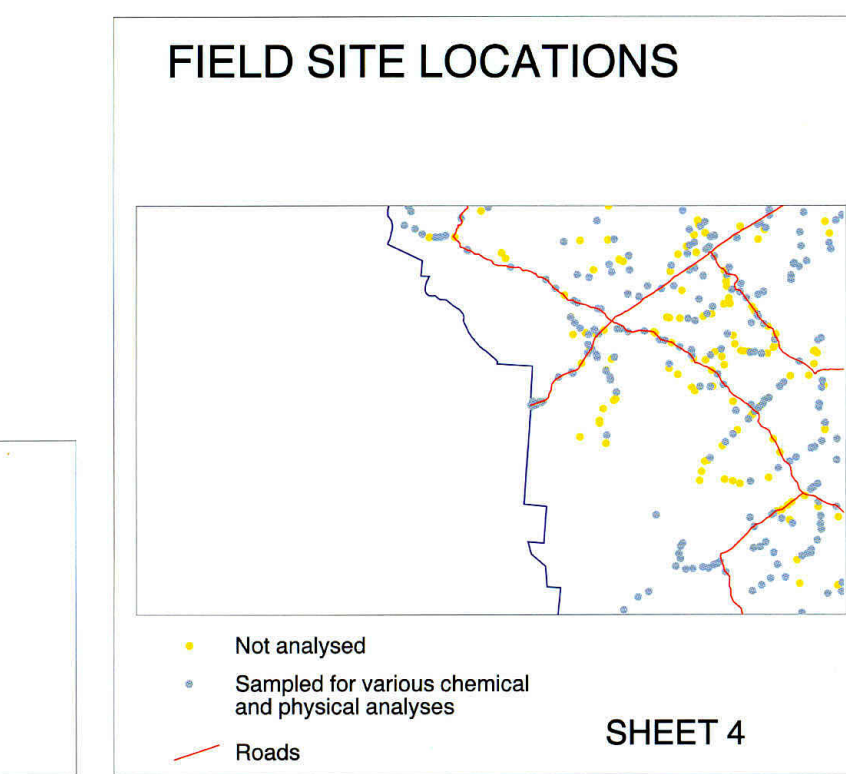 FIELD SITE LOCATIONS
Not analysed
Sampled for various chemical
and physical analyses
Roads
SHEET 4